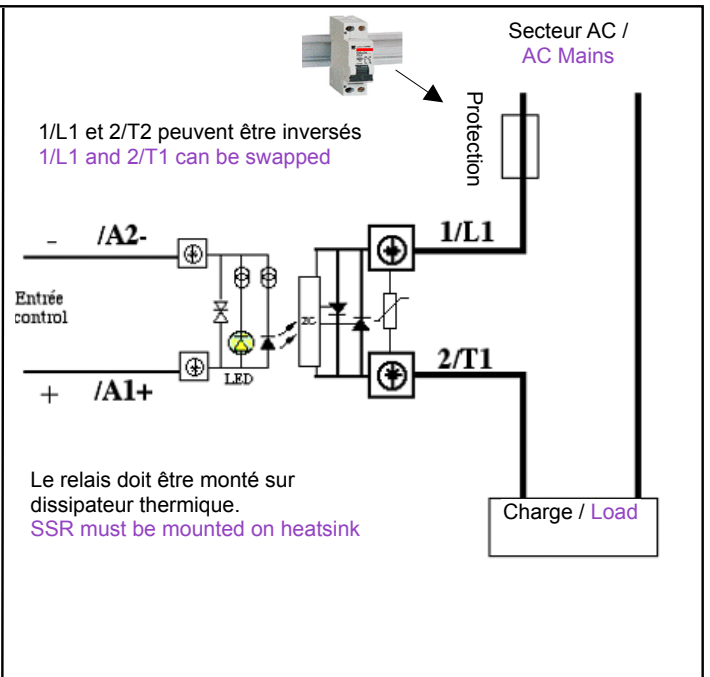 Secteur AC /
AC Mains
Protection
1/L1 et 2/T2 peuvent être inversés
1/L1 and 2/T1 can be swapped
- /A2-
1/L1
Entrée
control
ZC
LED
+ /A1+
2/T1
Le relais doit être monté sur
dissipateur thermique.
SSR must be mounted on heatsink
Charge / Load